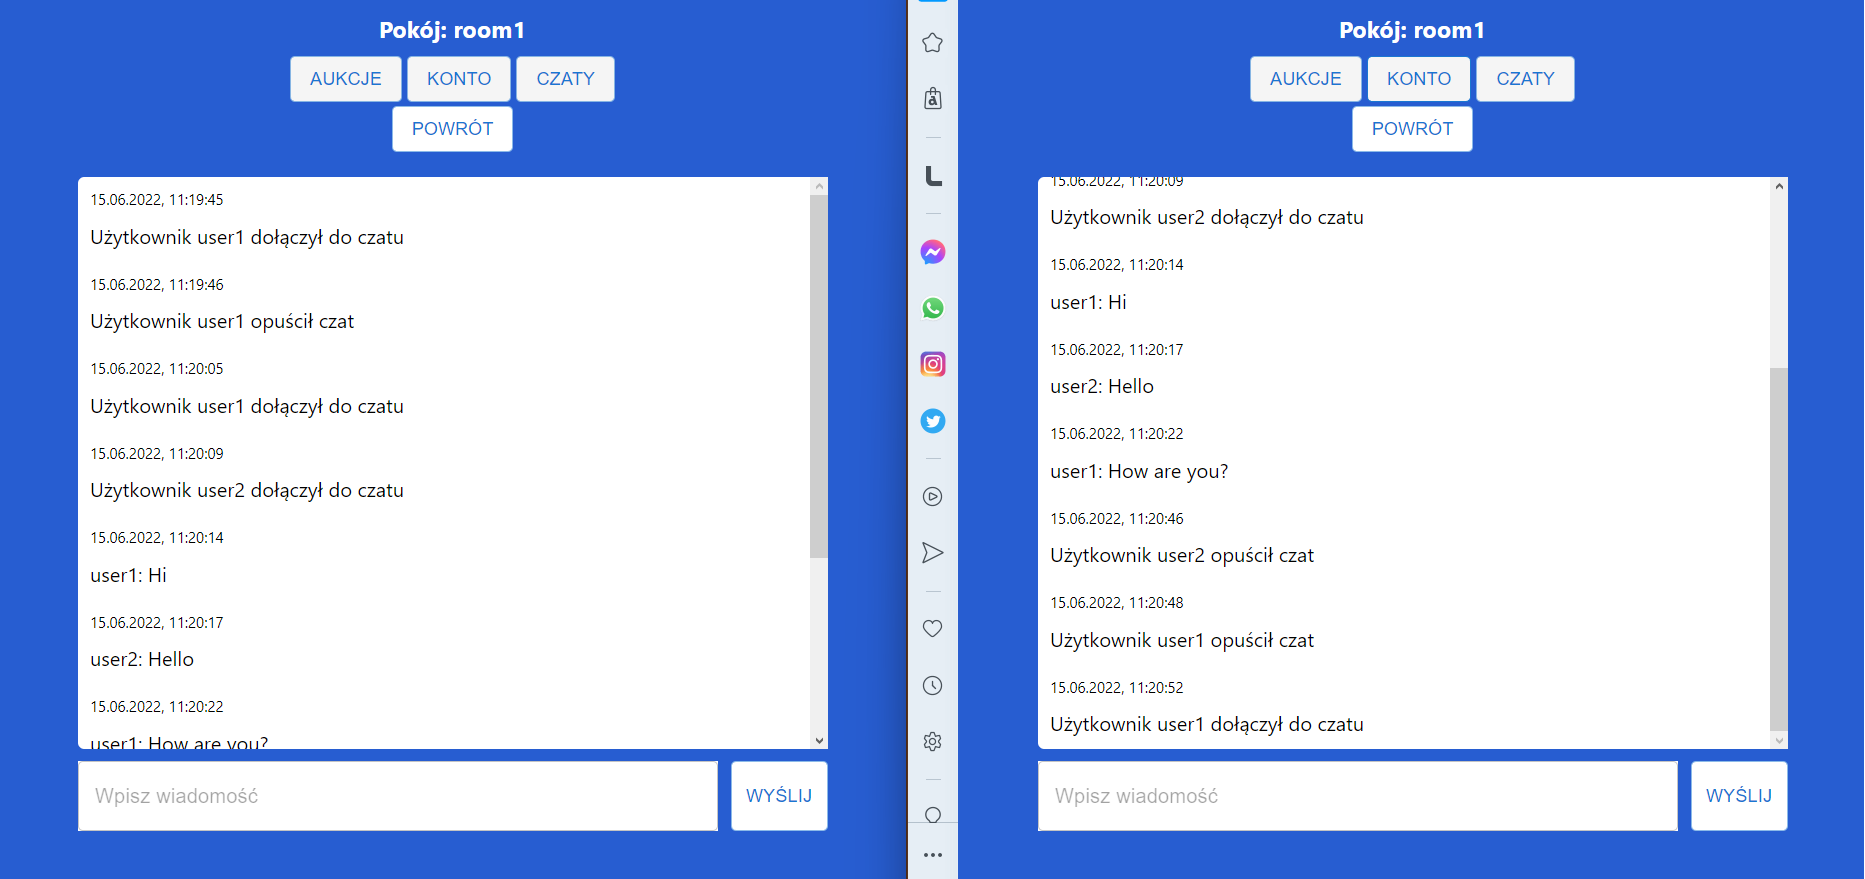 Pokój: room1
AUKCJE KONTO CZATY
POWRÓT
15.06.2022, 11:19:45
Użytkownik user1 dołączył do czatu
15.06.2022, 11:19:46
Użytkownik user1 opuścił czat
15.06.2022, 11:20:05
Użytkownik user1 dołączył do czatu
15.06.2022, 11:20:09
Użytkownik user2 dołączył do czatu
15.06.2022, 11:20:14
user1: Hi
15.06.2022, 11:20:17
user2: Hello
15.06.2022, 11:20:22
user1: How are you?
Wpisz wiadomość
WYŚLIJ
Pokój: room1
AUKCJE KONTO CZATY
POWRÓT
15.06.2022, 11:20:09
Użytkownik user2 dołączył do czatu
15.06.2022, 11:20:14
user1: Hi
15.06.2022, 11:20:17
user2: Hello
15.06.2022, 11:20:22
user1: How are you?
15.06.2022, 11:20:46
Użytkownik user2 opuścił czat
15.06.2022, 11:20:48
Użytkownik user1 opuścił czat
15.06.2022, 11:20:52
Użytkownik user1 dołączył do czatu
Wpisz wiadomość
WYŚLIJ